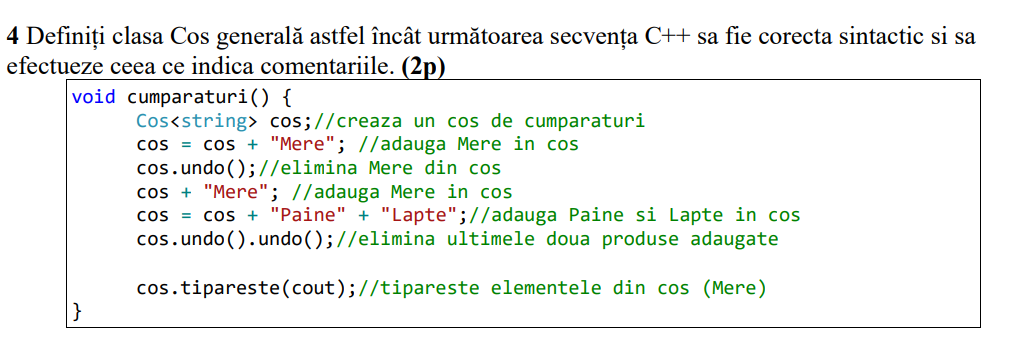 4 Definiți clasa Cos generală astfel încât următoarea secvența C++ sa fie corecta sintactic si sa
efectueze ceea ce indica comentariile. (2p)
void cumparaturi() {
Cos<string> cos;//creaza un cos de cumparaturi
cos = cos + "Mere"; //adauga Mere in cos
cos.undo();//elimina Mere din cos
cos + "Mere"; //adauga Mere in cos
cos = cos + "Paine" + "Lapte";//adauga Paine si Lapte in cos
cos.undo().undo();//elimina ultimele doua produse adaugate
cos.tipareste(cout);//tipareste elementele din cos (Mere)
}